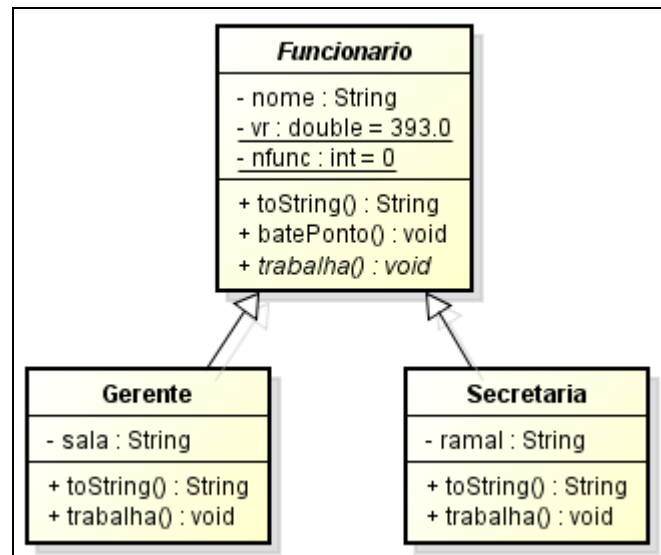 Funcionario
- nome : String
- vr : double = 393.0
- nfunc : int = 0
+ toString() : String
+ batePonto() : void
+ trabalha() : void
Gerente
- sala : String
+ toString() : String
+ trabalha() : void
Secretaria
- ramal : String
+ toString() : String
+ trabalha() : void